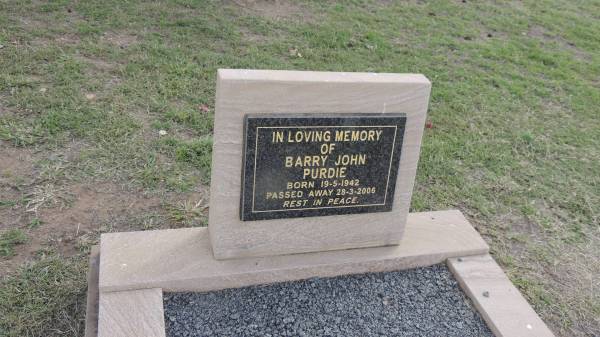 IN LOVING MEMORY
OF
BARRY JOHN
PURDIE
BORN 19-5-1942
PASSED AWAY 28-3-2006
REST IN PEACE.